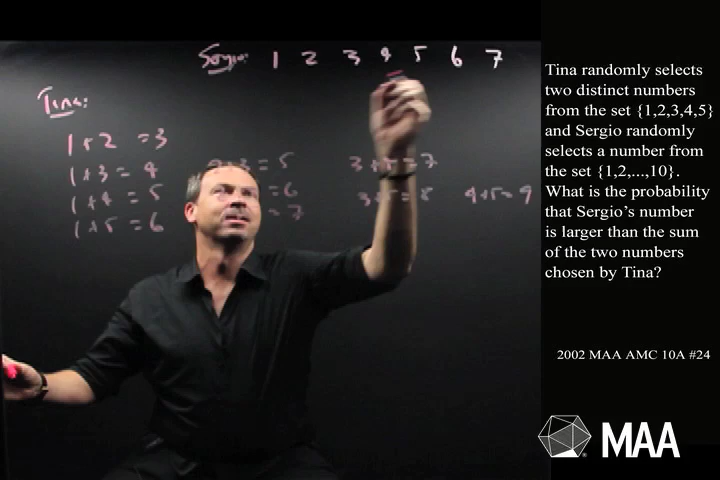 Sergio: 1 2 3 4 5 6 7
Tina:
1+2 =3
1+3 = 4
1+4 = 5
1+5 = 6
= 5
= 6
= 7
3+5=7
3+5=8
4+5=9
Tina randomly selects
two distinct numbers
from the set {1,2,3,4,5}
and Sergio randomly
selects a number from
the set {1,2,...,10}.
What is the probability
that Sergio's number
is larger than the sum
of the two numbers
chosen by Tina?
2002 MAA AMC 10A #24
MAA